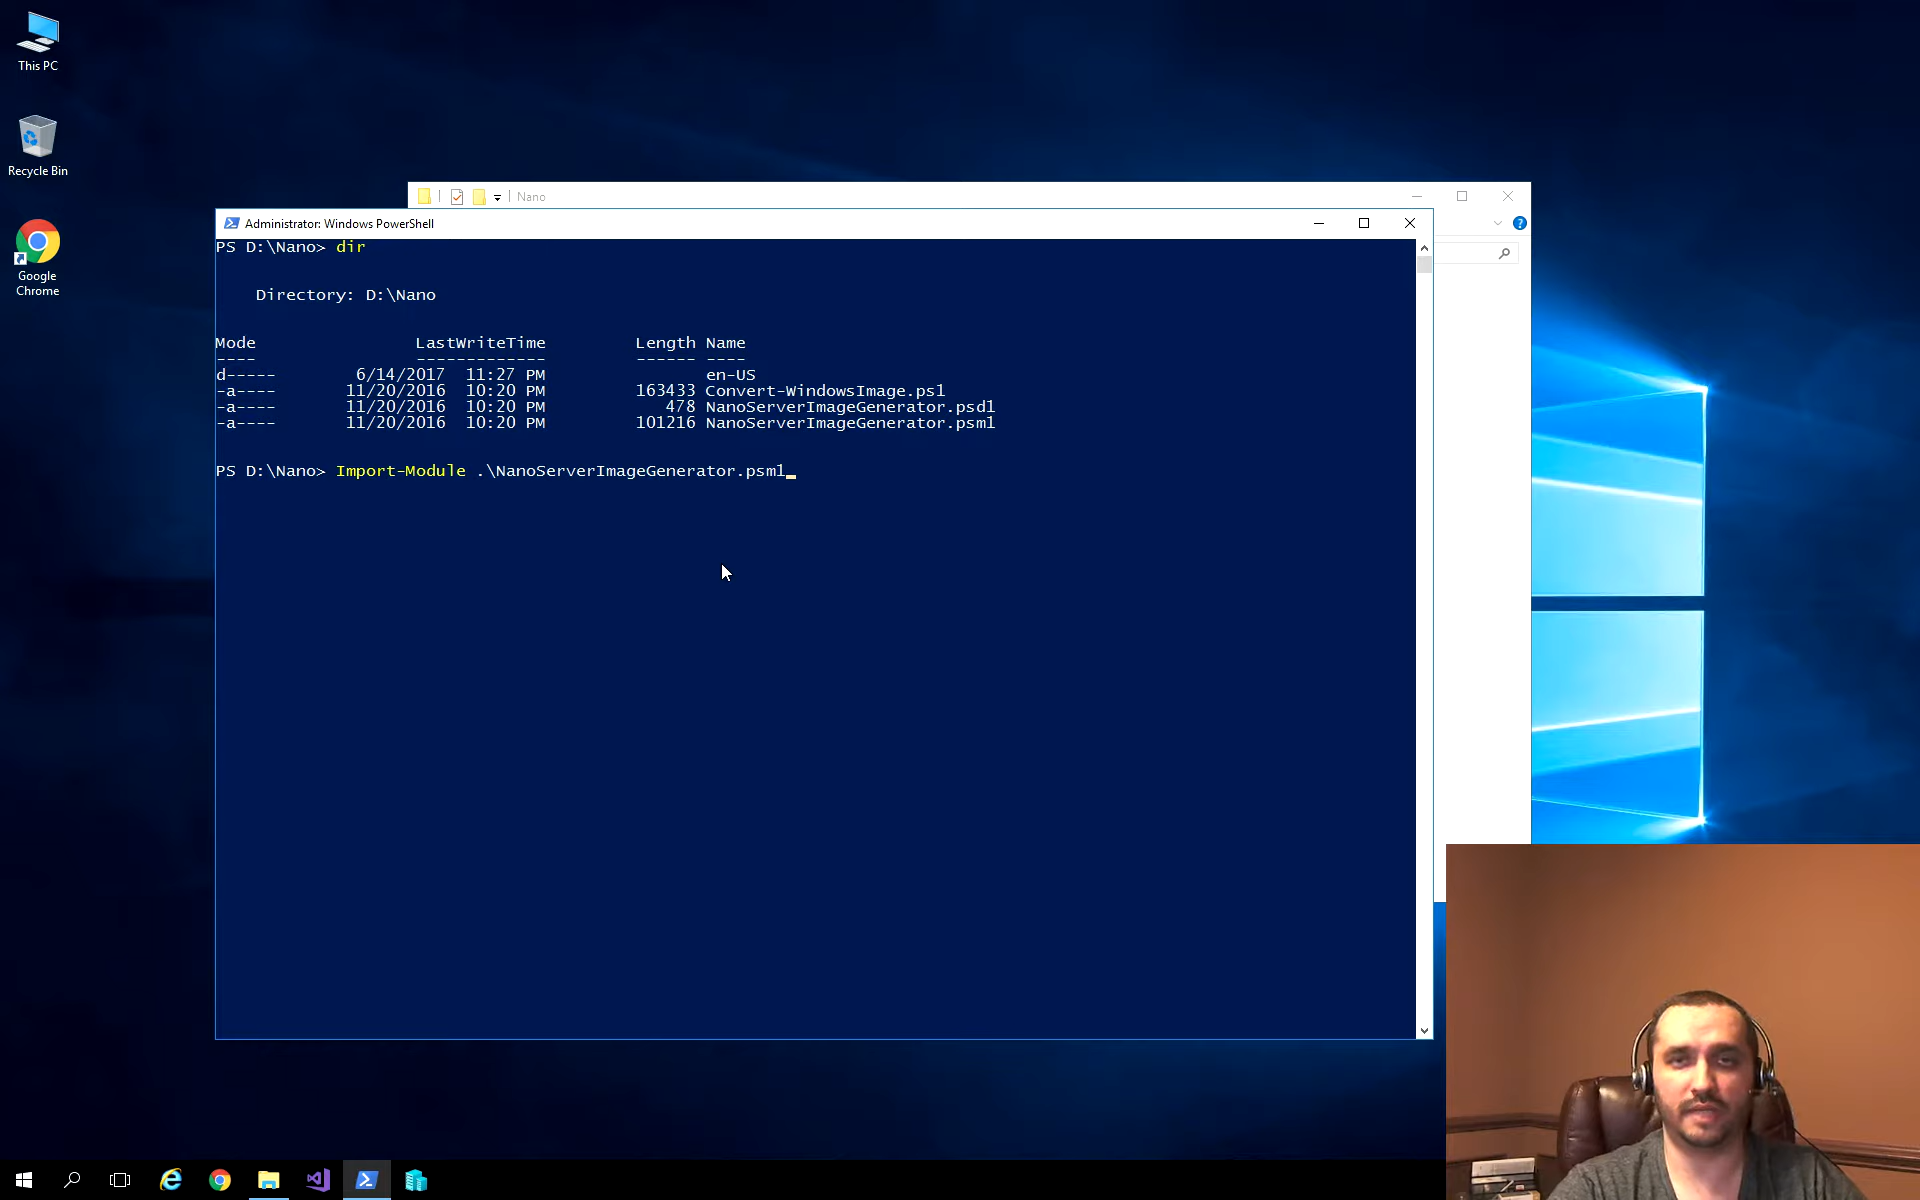 This PC
Recycle Bin
Google
Chrome
Nano
Administrator: Windows PowerShell
PS D:\Nano> dir
Directory: D:\Nano
Mode LastWriteTime Length Name
---- ------------- ------ ----
d----- 6/14/2017 11:27 PM en-US
-a---- 11/20/2016 10:20 PM 163433 Convert-WindowsImage.ps1
-a---- 11/20/2016 10:20 PM 478 NanoServerImageGenerator.psd1
-a---- 11/20/2016 10:20 PM 101216 NanoServerImageGenerator.psm1
PS D:\Nano> Import-Module .\NanoServerImageGenerator.psm1